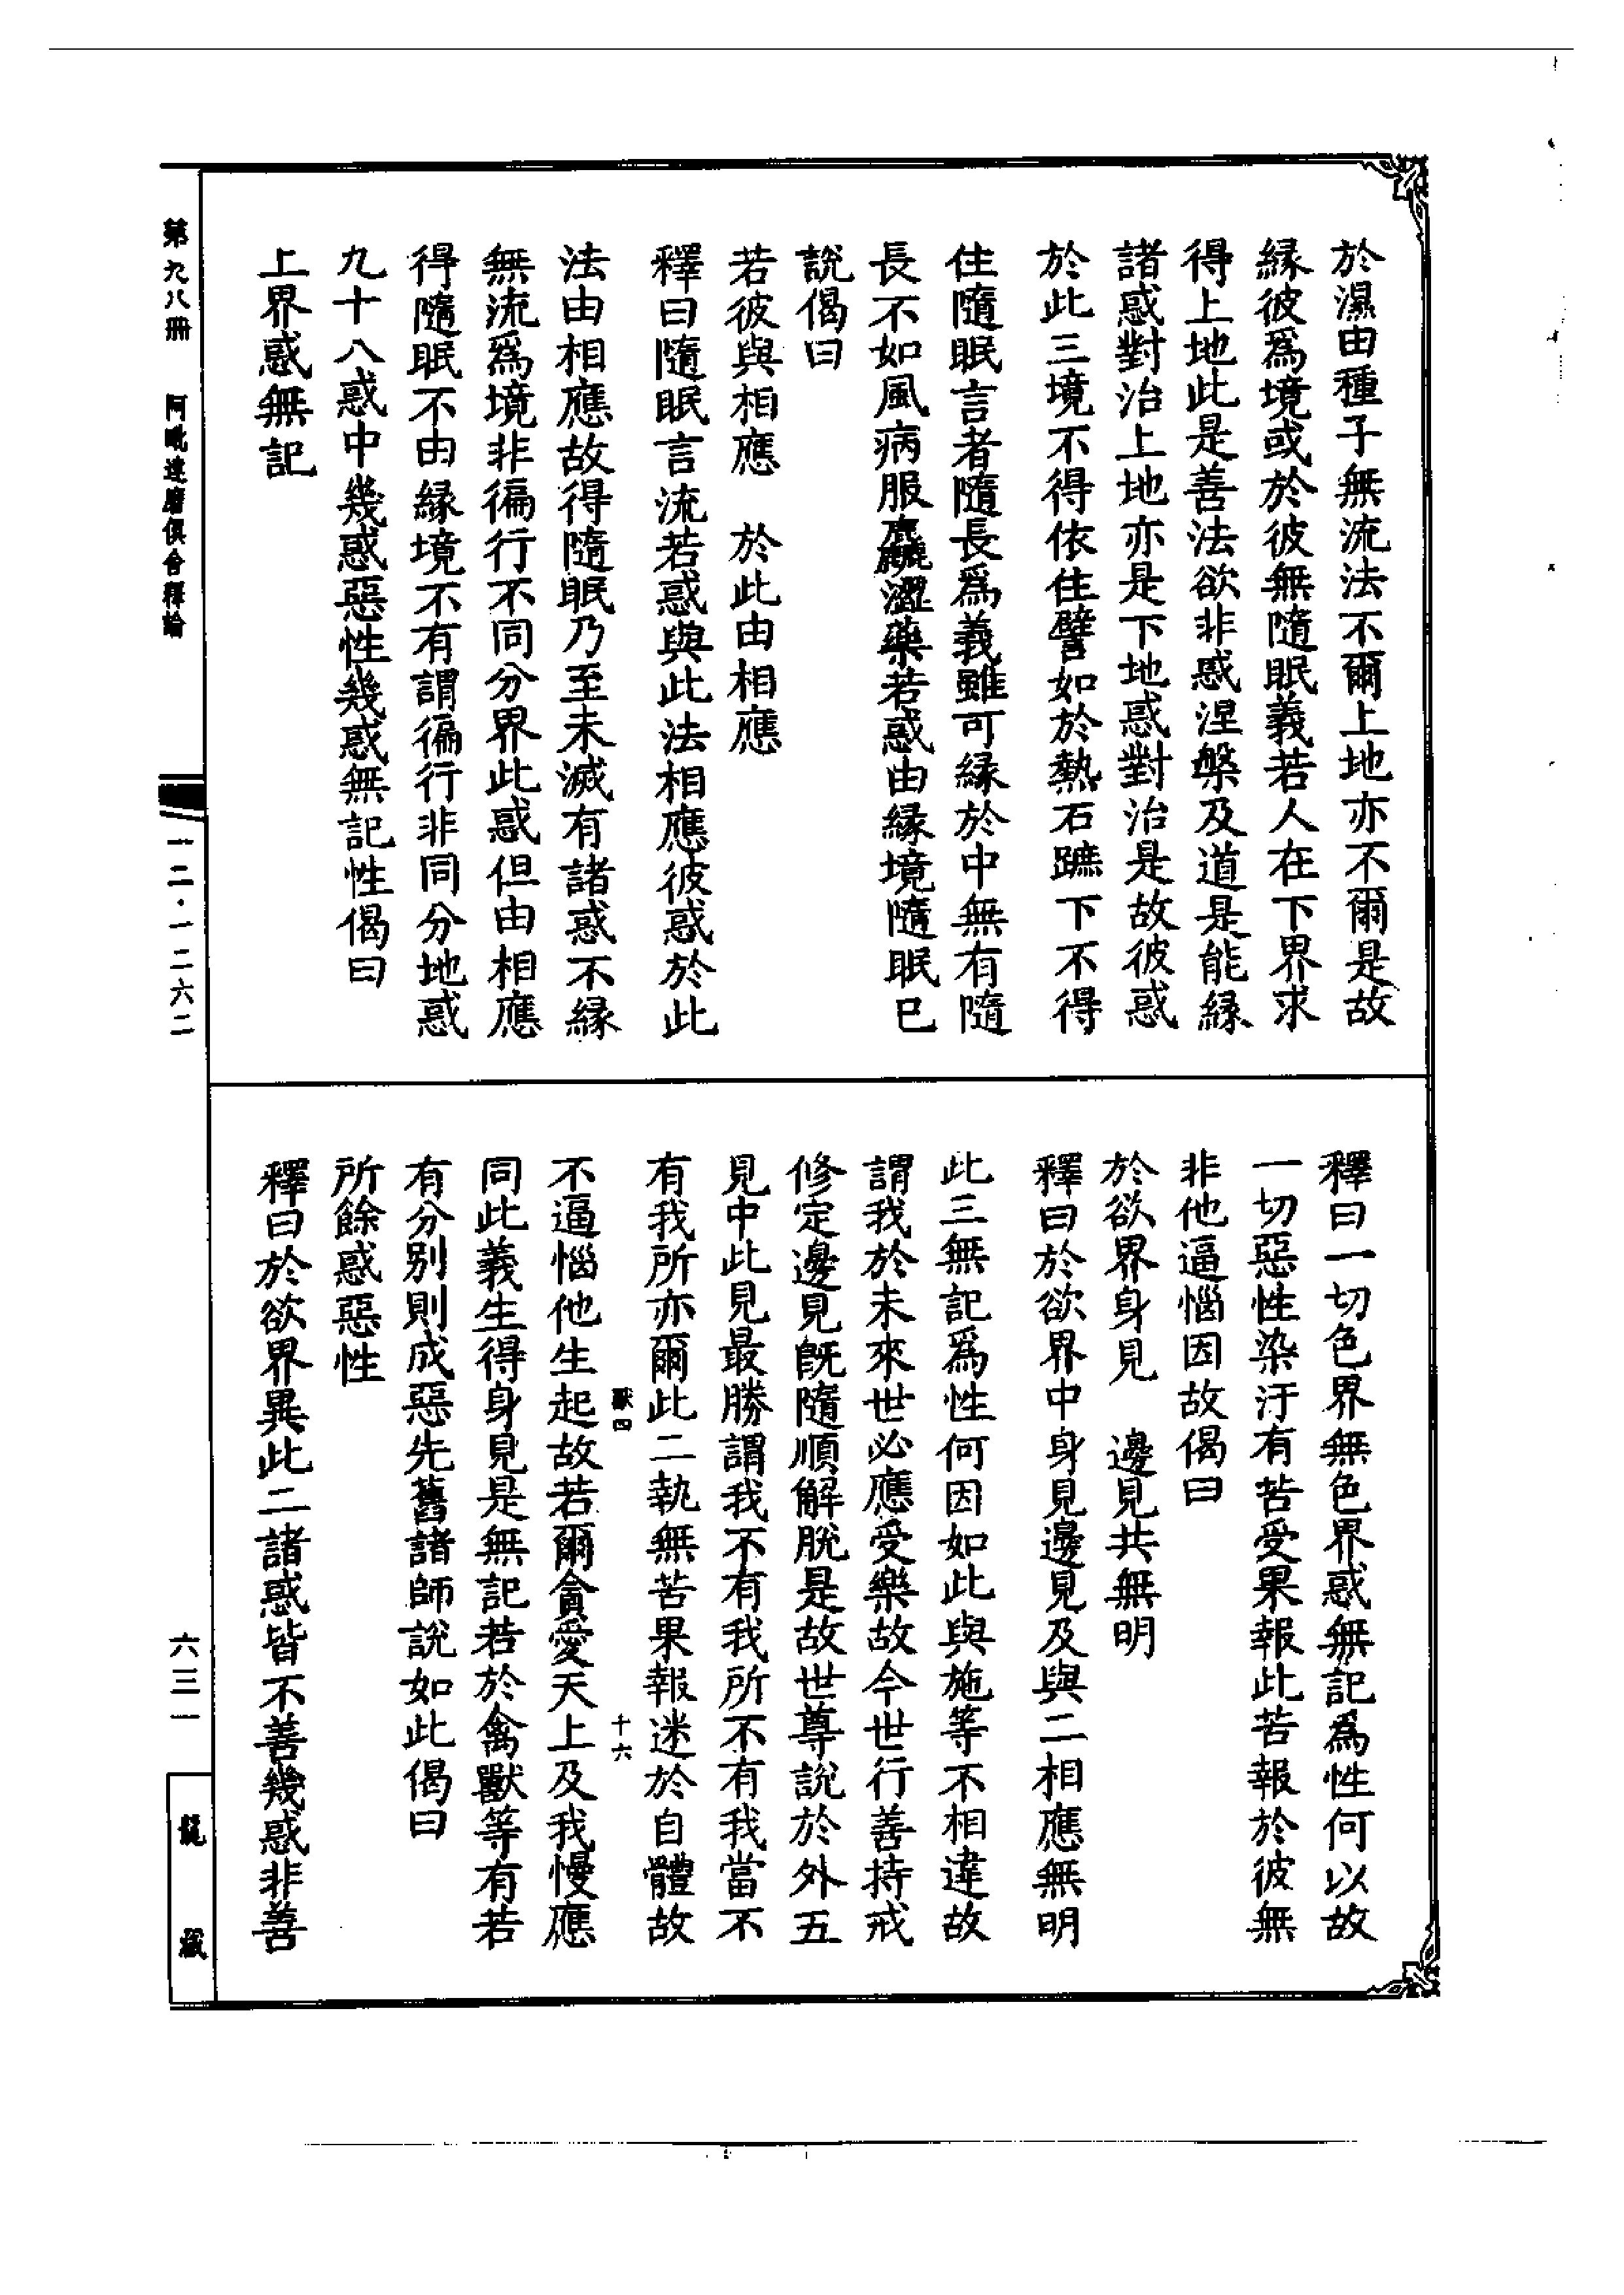 於濕由種子無流法不爾上地亦不爾是故
緣彼爲境或於彼無隨眠義若人在下界求
得上地此是善法欲非惑涅槃及道是能緣
諸惑對治上地亦是下地惑對治是故彼惑
於此三境不得依住譬如於熱石蹠下不得
住隨眠言者隨長爲義雖可緣於中無有隨
長不如風病服麤澀藥若惑由緣境隨眠已
說偈曰
若彼與相應　於此由相應
釋曰隨眠言流若惑與此法相應彼惑於此
法由相應故得隨眠乃至未滅有諸惑不緣
無流爲境非徧行不同分界此惑但由相應
得隨眠不由緣境不有謂徧行非同分地惑
九十八惑中幾惑惡性幾惑無記性偈曰
上界惑無記
釋曰一切色界無色界惑無記爲性何以故
一切惡性染汙有苦受果報此苦報於彼無
非他逼惱因故偈曰
於欲界身見　邊見共無明
釋曰於欲界中身見邊見及與二相應無明
此三無記爲性何因如此與施等不相違故
謂我於未來世必應受樂故今世行善持戒
修定邊見旣隨順解脫是故世尊說於外五
見中此見最勝謂我不有我所不有我當不
有我所亦爾此二執無苦果報迷於自體故
獸四　十六
不逼惱他生起故若爾貪愛天上及我慢應
同此義生得身見是無記若於禽獸等有若
有分別則成惡先舊諸師說如此偈曰
所餘惑惡性
釋曰於欲界異此二諸惑皆不善幾惑非善
第九八冊　阿毗達磨俱舍釋論
一二·一二六二
六三一
龍藏